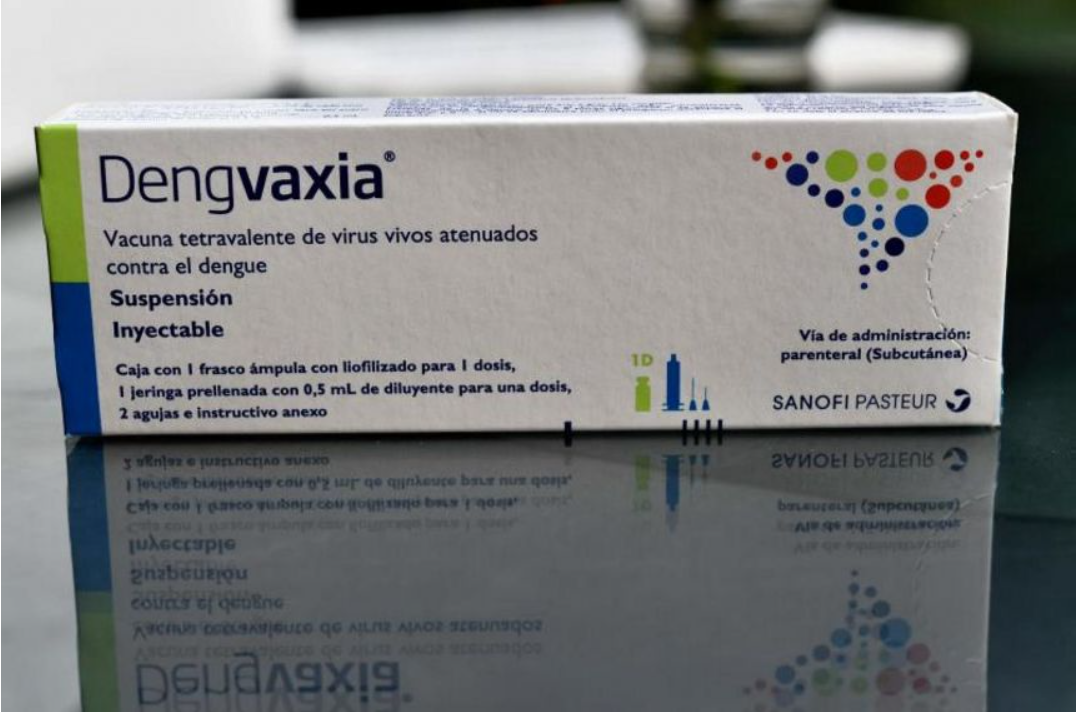 Dengvaxia®
Vacuna tetravalente de virus vivos atenuados
contra el dengue
Suspensión
Inyectable
Caja con 1 frasco ámpula con liofilizado para 1 dosis,
1 jeringa prellenada con 0,5 mL de diluyente para una dosis,
2 agujas e instructivo anexo
1D
Vía de administración:
parenteral (Subcutánea)
SANOFI PASTEUR